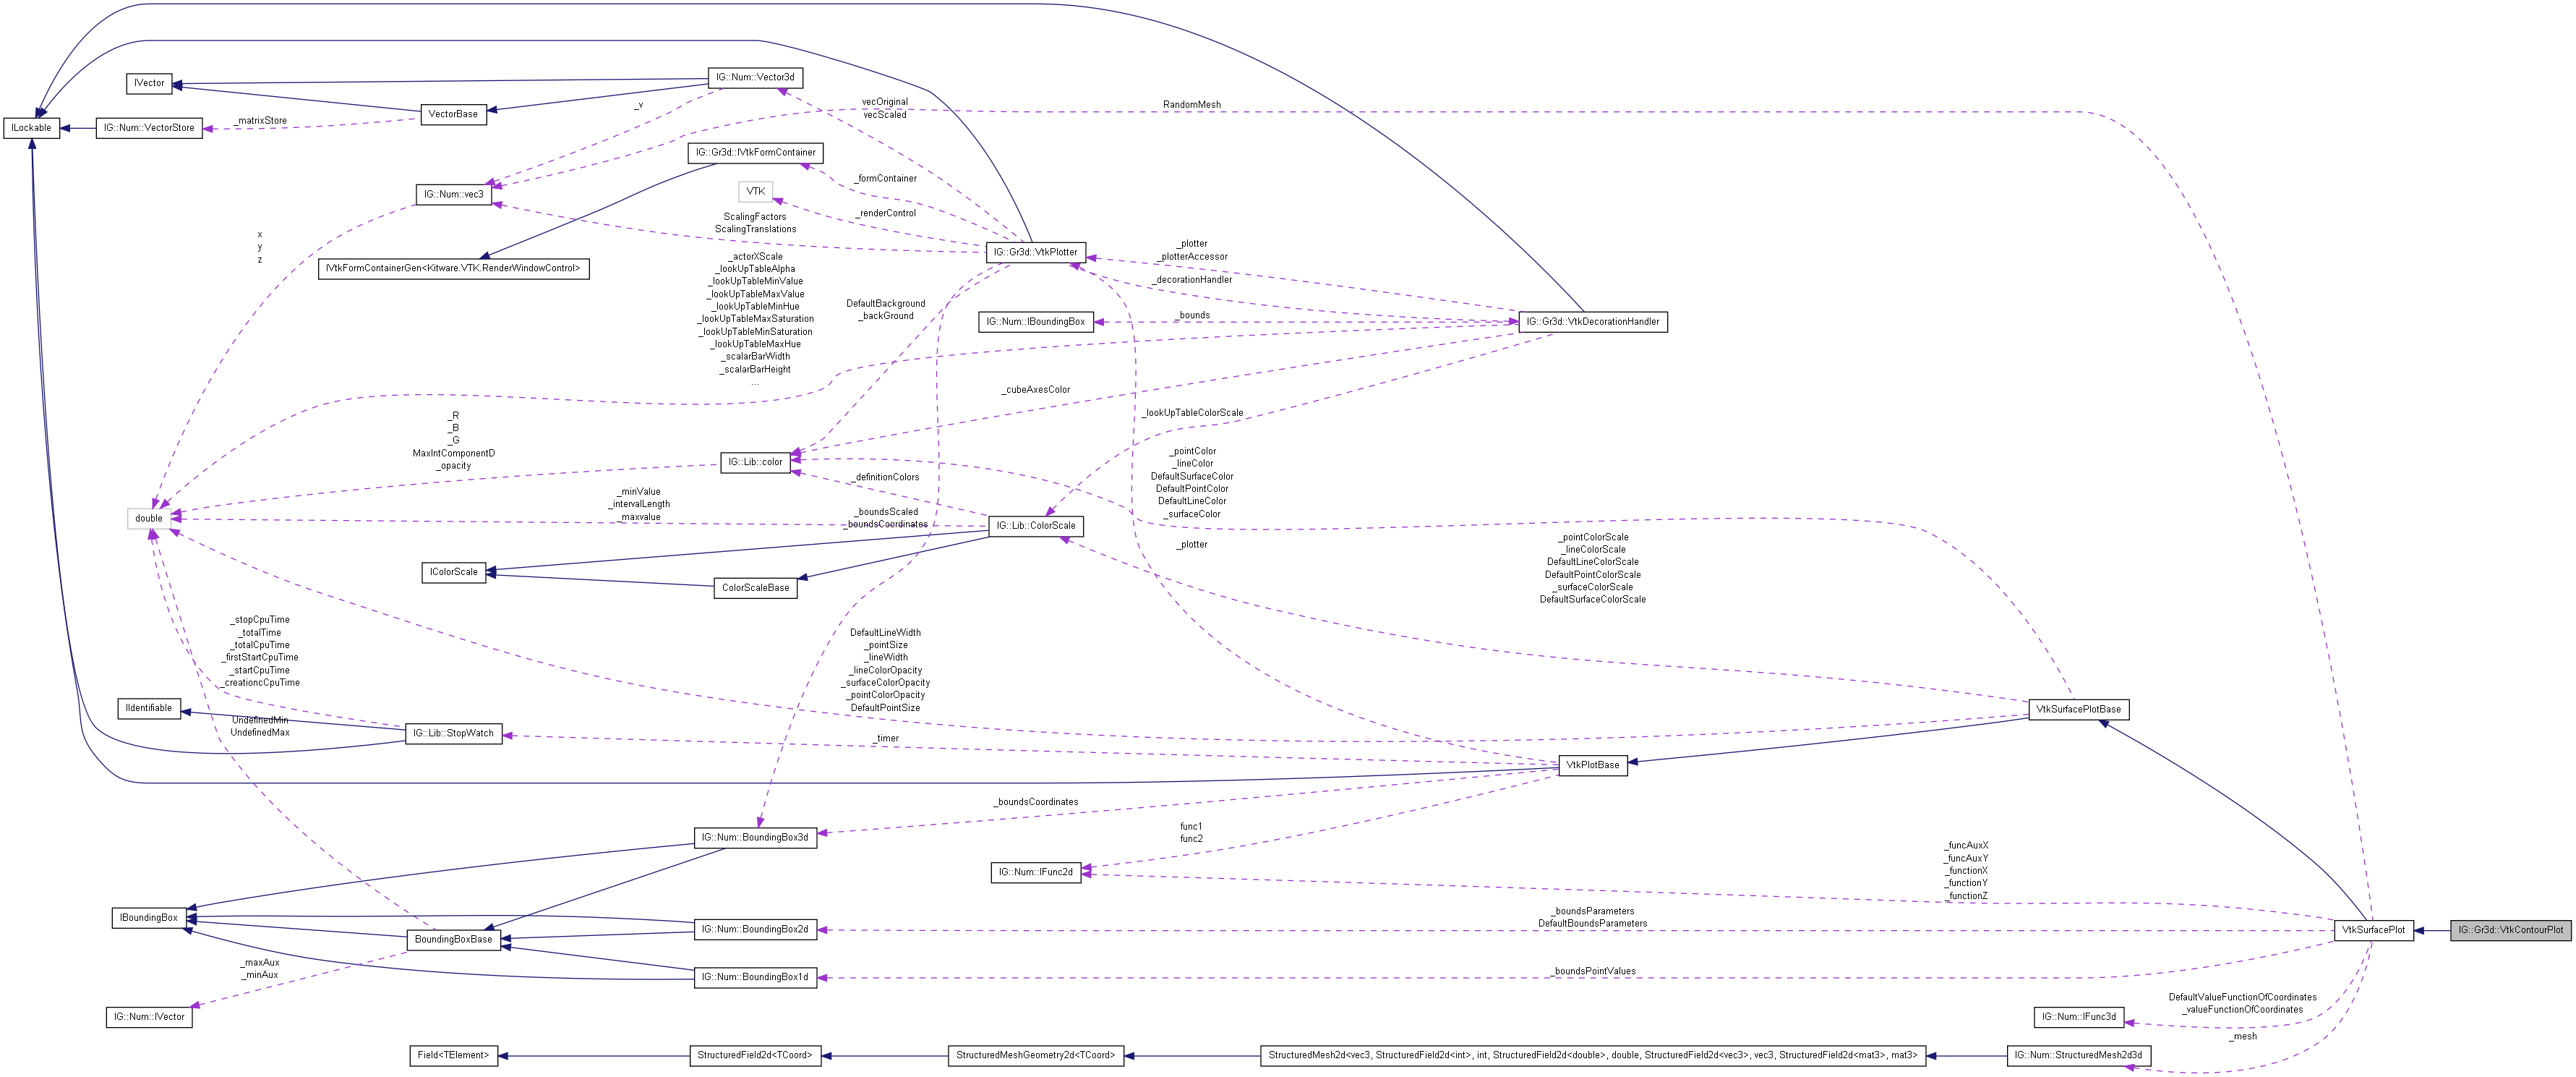 IVector
IG::Num::Vector3d
VectorBase
ILockable
IG::Num::VectorStore
_matrixStore
_v
vecOriginal
vecScaled
RandomMesh
IG::Gr3d::IVtkFormContainer
_formContainer
VTK
IG::Num::vec3
_renderControl
ScalingFactors
ScalingTranslations
x
y
z
IG::Gr3d::VtkPlotter
_plotter
_plotterAccessor
IVtkFormContainerGen<Kitware.VTK.RenderWindowControl>
_decorationHandler
_actorXScale
_lookUpTableAlpha
_lookUpTableMinValue
_lookUpTableMaxValue
_lookUpTableMinHue
_lookUpTableMaxSaturation
_lookUpTableMinSaturation
_lookUpTableMaxHue
_scalarBarWidth
_scalarBarHeight
...
DefaultBackground
_backGround
IG::Num::IBoundingBox
_bounds
IG::Gr3d::VtkDecorationHandler
_cubeAxesColor
_lookUpTableColorScale
_R
_B
_G
MaxIntComponentD
_opacity
IG::Lib::color
_definitionColors
_pointColor
_lineColor
DefaultSurfaceColor
DefaultPointColor
DefaultLineColor
_surfaceColor
_minValue
_intervalLength
_maxvalue
double
_boundsScaled
_boundsCoordinates
IG::Lib::ColorScale
_plotter
_pointColorScale
_lineColorScale
DefaultLineColorScale
DefaultPointColorScale
_surfaceColorScale
DefaultSurfaceColorScale
IColorScale
ColorScaleBase
_stopCpuTime
_totalTime
_totalCpuTime
_firstStartCpuTime
_startCpuTime
_creationcCpuTime
DefaultLineWidth
_pointSize
_lineWidth
_lineColorOpacity
_surfaceColorOpacity
_pointColorOpacity
DefaultPointSize
IIdentifiable
UndefinedMin
UndefinedMax
IG::Lib::StopWatch
_timer
VtkSurfacePlotBase
VtkPlotBase
_boundsCoordinates
IG::Num::BoundingBox3d
func1
func2
IG::Num::IFunc2d
_funcAuxX
_funcAuxY
_functionX
_functionY
_functionZ
IBoundingBox
BoundingBoxBase
IG::Num::BoundingBox2d
_boundsParameters
DefaultBoundsParameters
VtkSurfacePlot
IG::Gr3d::VtkContourPlot
_maxAux
_minAux
IG::Num::BoundingBox1d
_boundsPointValues
IG::Num::IVector
IG::Num::IFunc3d
DefaultValueFunctionOfCoordinates
_valueFunctionOfCoordinates
_mesh
Field<TElement>
StructuredField2d<TCoord>
StructuredMeshGeometry2d<TCoord>
StructuredMesh2d<vec3, StructuredField2d<int>, int, StructuredField2d<double>, double, StructuredField2d<vec3>, vec3, StructuredField2d<mat3>, mat3>
IG::Num::StructuredMesh2d3d